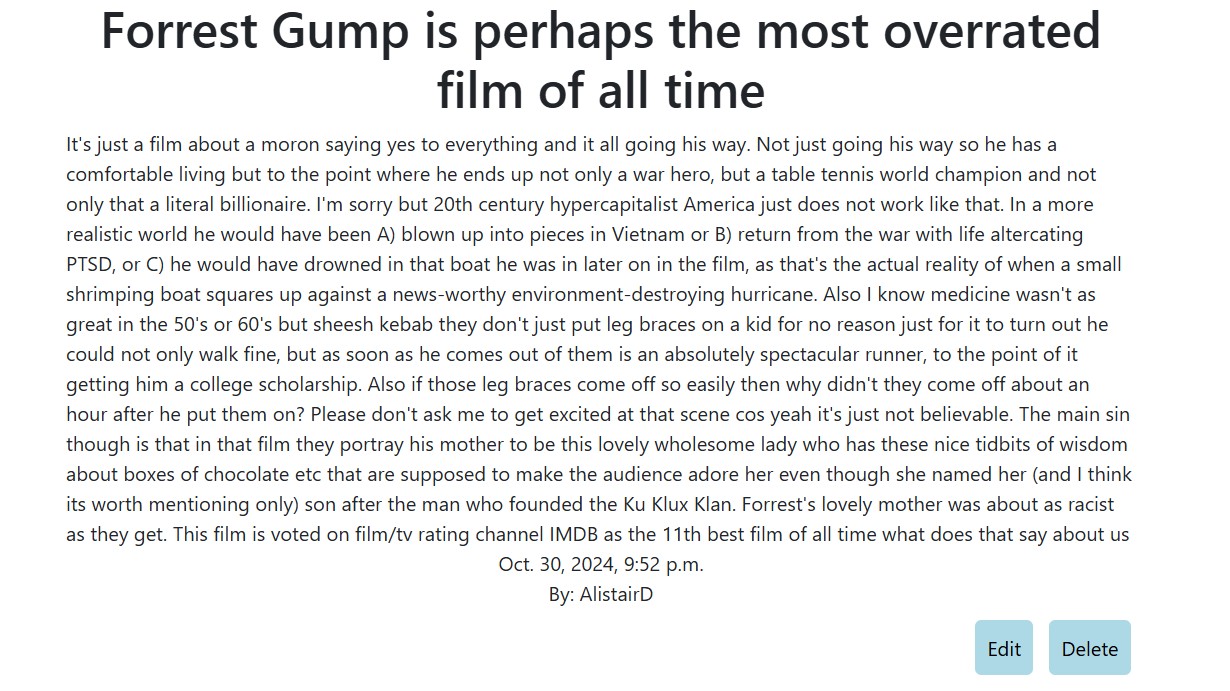 Forrest Gump is perhaps the most overrated
film of all time
It's just a film about a moron saying yes to everything and it all going his way. Not just going his way so he has a
comfortable living but to the point where he ends up not only a war hero, but a table tennis world champion and not
only that a literal billionaire. I'm sorry but 20th century hypercapitalist America just does not work like that. In a more
realistic world he would have been A) blown up into pieces in Vietnam or B) return from the war with life altercating
PTSD, or C) he would have drowned in that boat he was in later on in the film, as that's the actual reality of when a small
shrimping boat squares up against a news-worthy environment-destroying hurricane. Also I know medicine wasn't as
great in the 50's or 60's but sheesh kebab they don't just put leg braces on a kid for no reason just for it to turn out he
could not only walk fine, but as soon as he comes out of them is an absolutely spectacular runner, to the point of it
getting him a college scholarship. Also if those leg braces come off so easily then why didn't they come off about an
hour after he put them on? Please don't ask me to get excited at that scene cos yeah it's just not believable. The main sin
though is that in that film they portray his mother to be this lovely wholesome lady who has these nice tidbits of wisdom
about boxes of chocolate etc that are supposed to make the audience adore her even though she named her (and I think
its worth mentioning only) son after the man who founded the Ku Klux Klan. Forrest's lovely mother was about as racist
as they get. This film is voted on film/tv rating channel IMDB as the 11th best film of all time what does that say about us
Oct. 30, 2024, 9:52 p.m.
By: AlistairD
Edit Delete